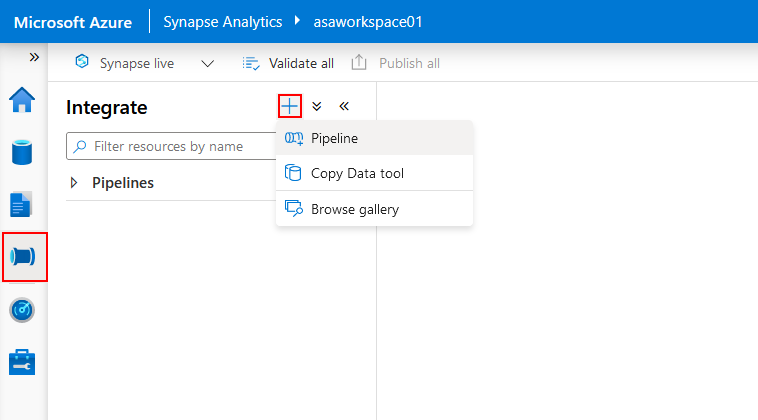 Microsoft Azure Synapse Analytics asaworkspace01
Synapse live Validate all Publish all
Integrate
Pipeline
Filter resources by name
Copy Data tool
Pipelines
Browse gallery